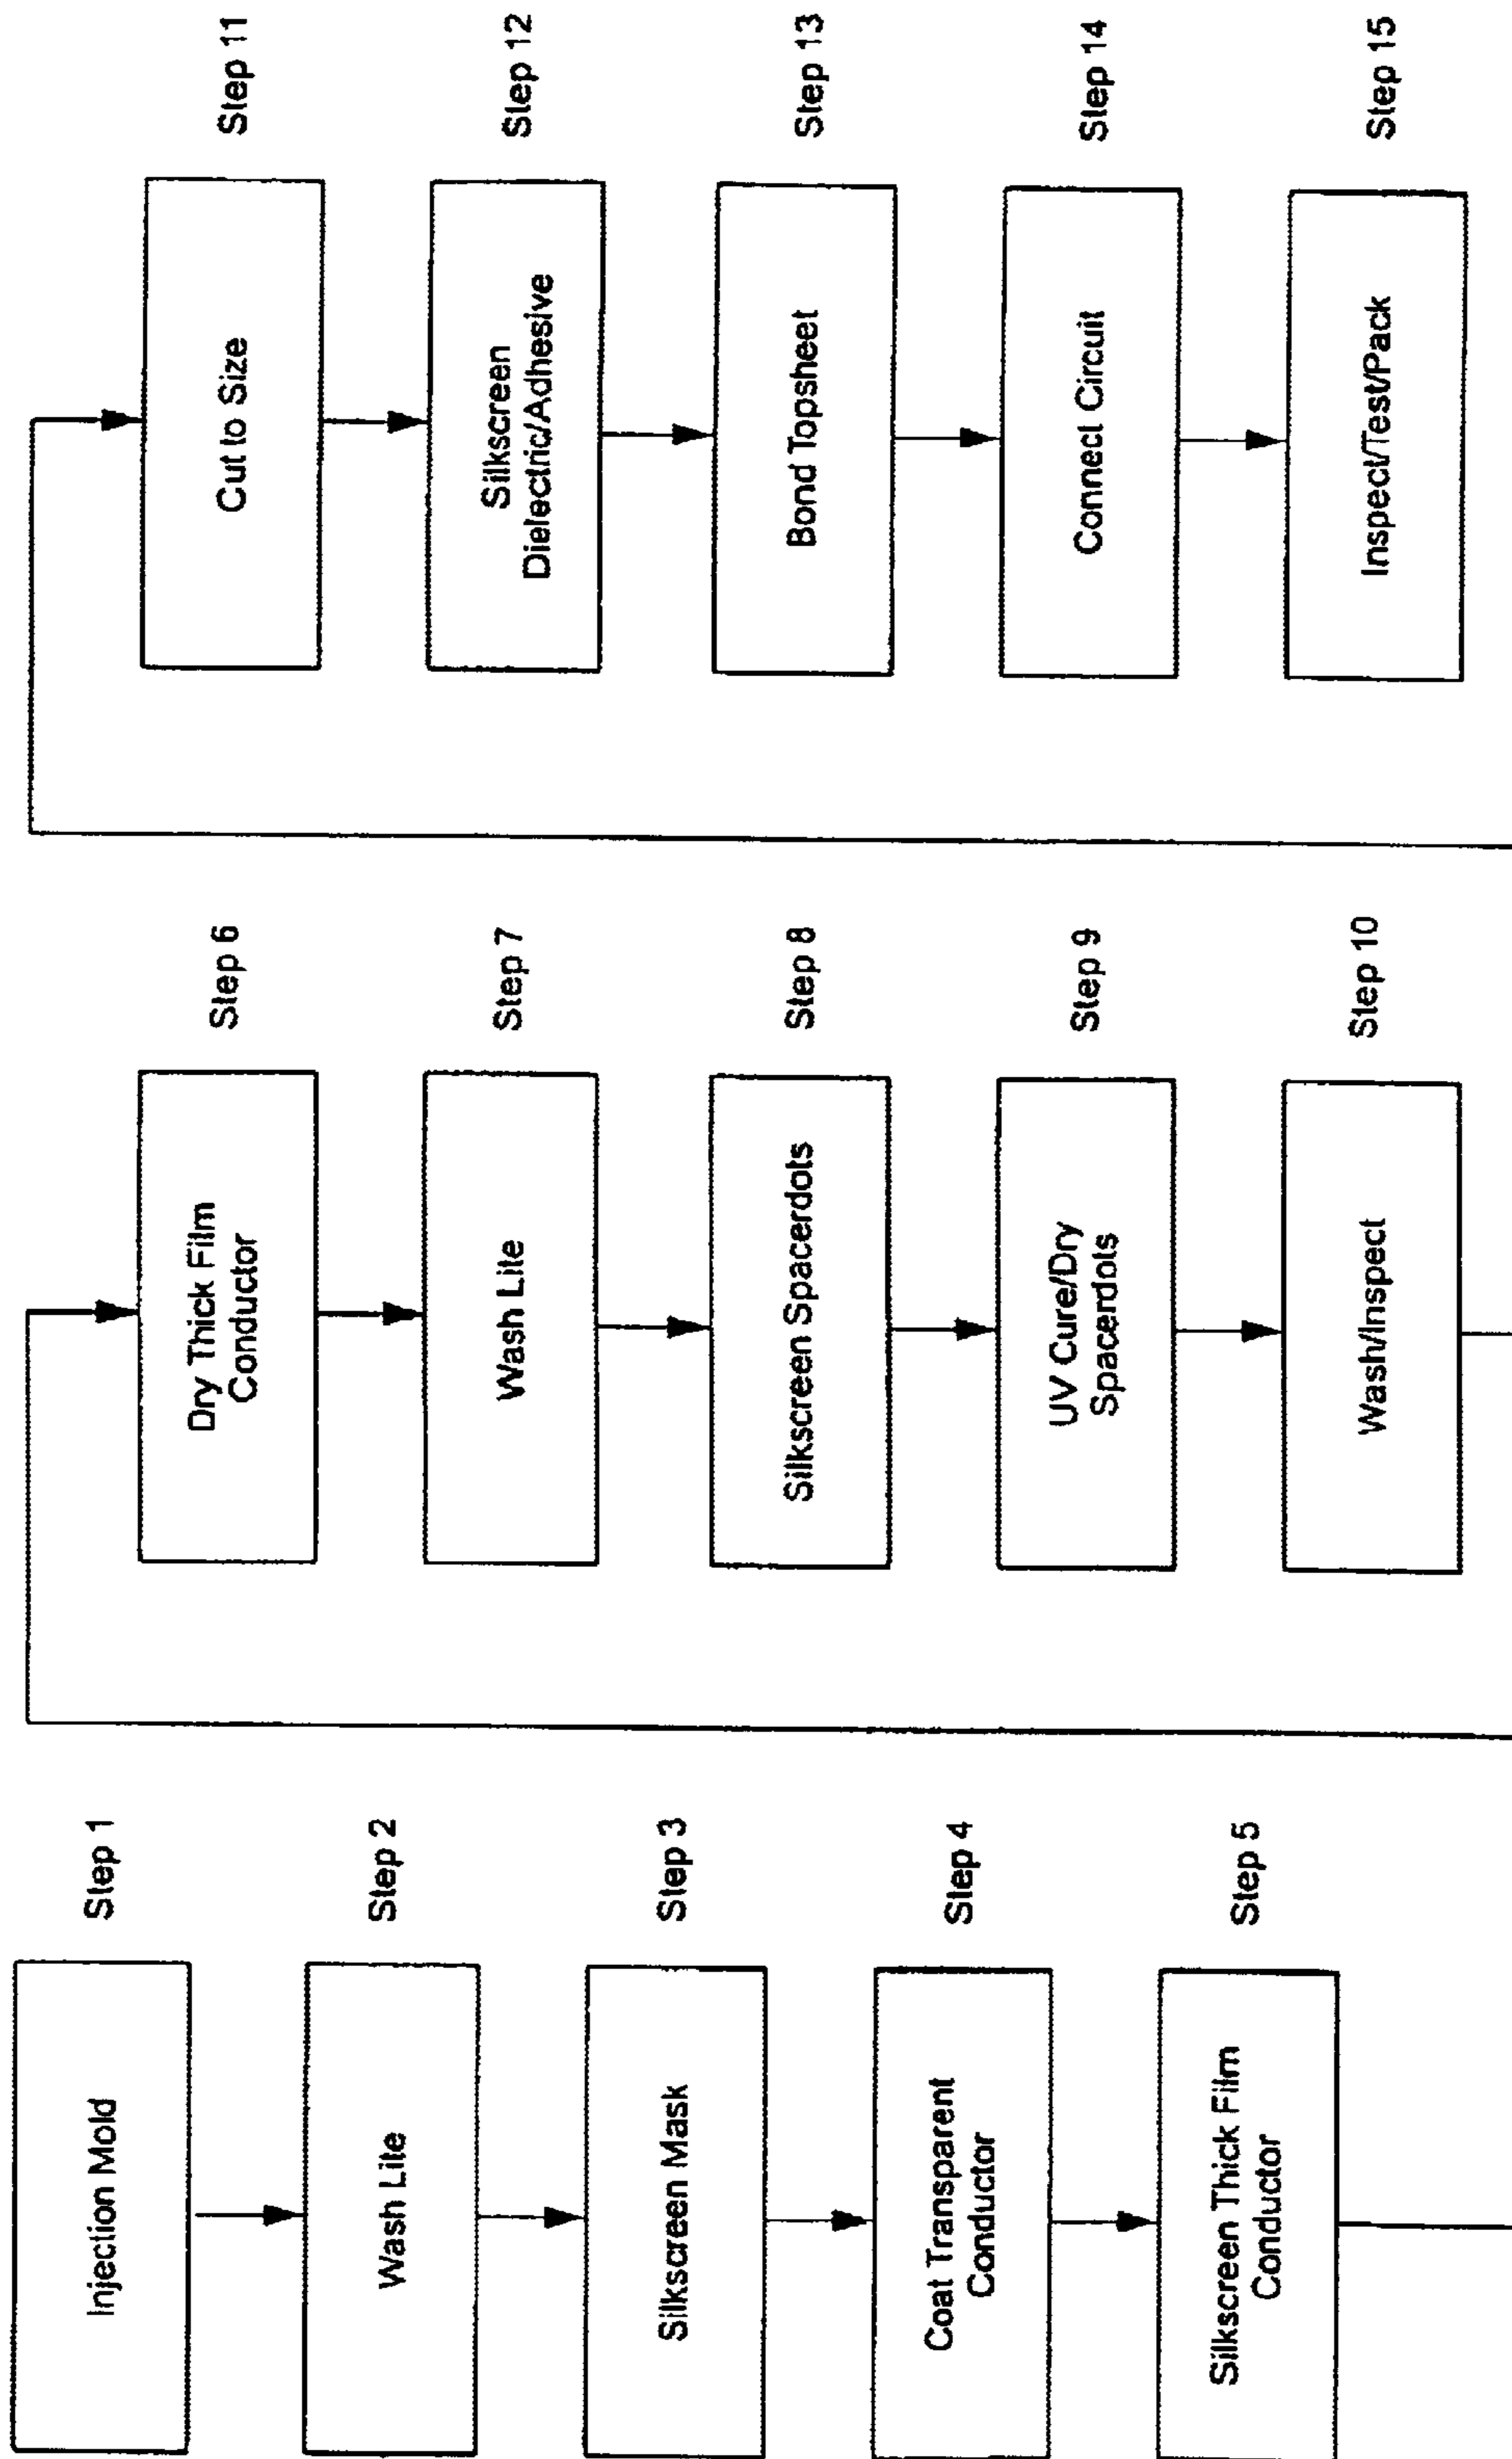 Injection Mold
Step 1
Wash Lite
Step 2
Silkscreen Mask
Step 3
Coat Transparent
Conductor
Step 4
Silkscreen Thick Film
Conductor
Step 5
Dry Thick Film
Conductor
Step 6
Wash Lite
Step 7
Silkscreen Spacerdots
Step 8
UV Cure/Dry
Spacerdots
Step 9
Wash/Inspect
Step 10
Cut to Size
Step 11
Silkscreen
Dielectric/Adhesive
Step 12
Bond Topsheet
Step 13
Connect Circuit
Step 14
Inspect/Test/Pack
Step 15